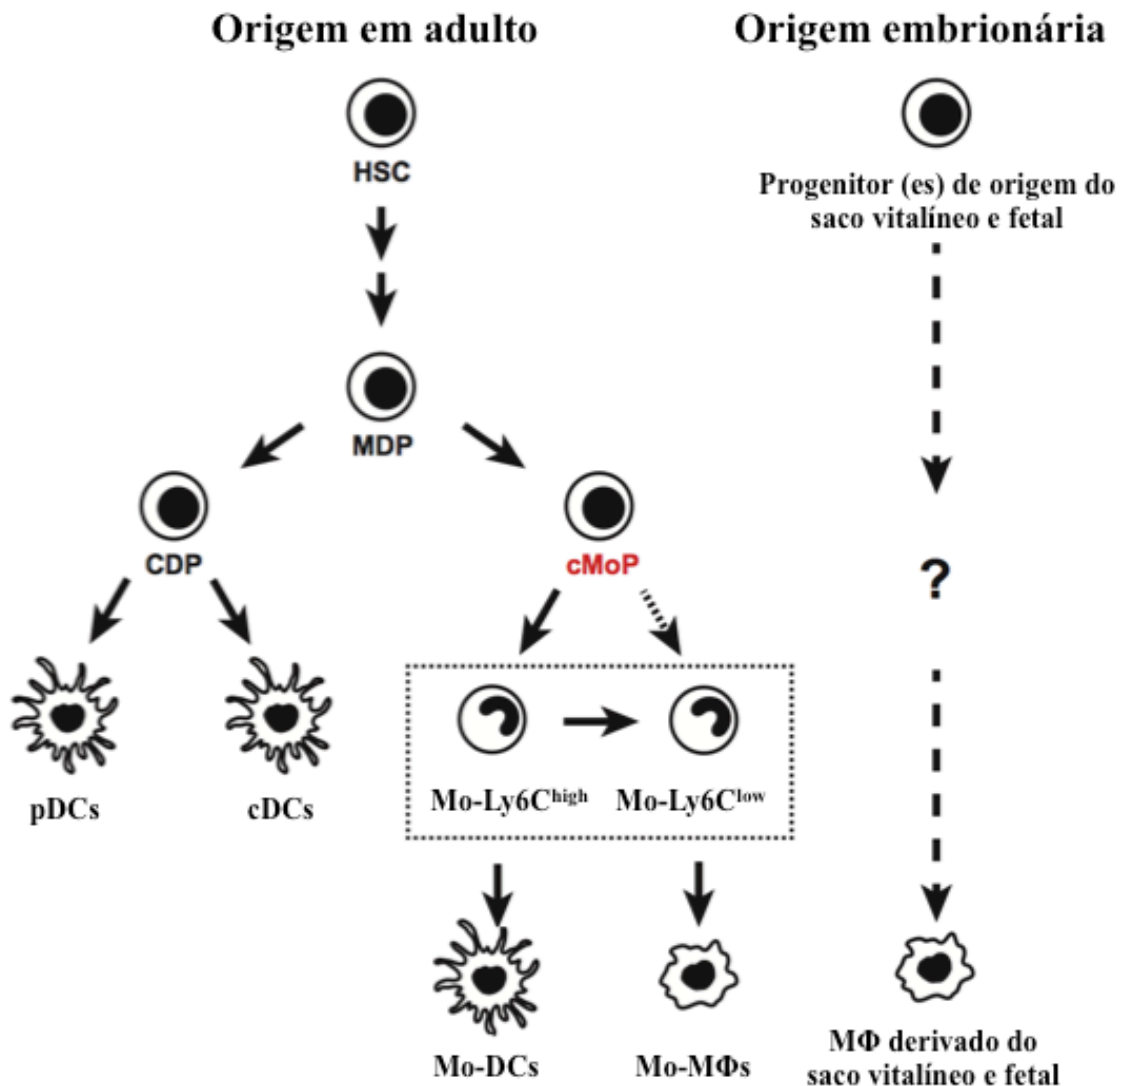 Origem em adulto
Origem embrionária
HSC
Progenitor (es) de origem do
saco vitalíneo e fetal
MDP
CDP
cMoP
?
Mo-Ly6Chigh
Mo-Ly6Clow
pDCs
cDCs
Mo-DCs
Mo-MΦs
MΦ derivado do
saco vitalíneo e fetal